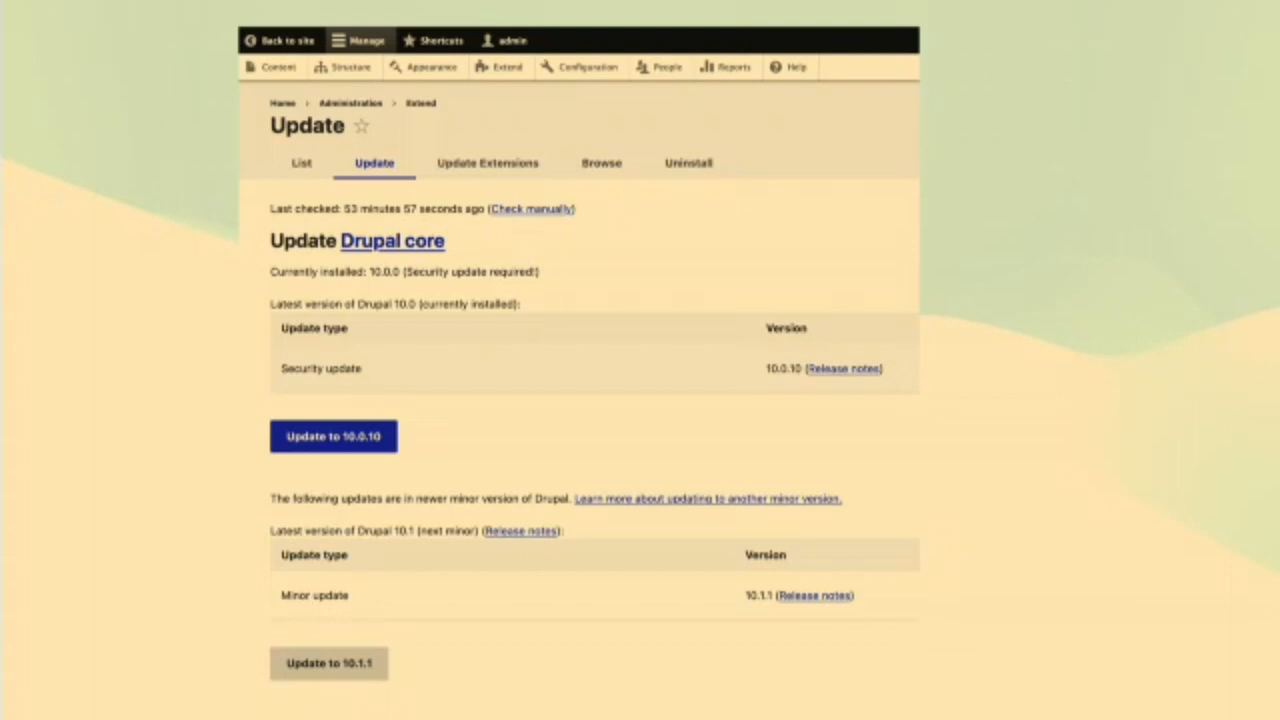 Back to site Manage Shortcuts admin
Content Structure Appearance Extend Configuration People Reports Help
Home > Administration > Extend
Update
List Update Update Extensions Browse Uninstall
Last checked: 53 minutes 57 seconds ago (Check manually)
Update Drupal core
Currently installed: 10.0.0 (Security update required!)
Latest version of Drupal 10.0 (currently installed):
Update type Version
Security update 10.0.10 (Release notes)
Update to 10.0.10
The following updates are in newer minor version of Drupal. Learn more about updating to another minor version.
Latest version of Drupal 10.1 (next minor) (Release notes):
Update type Version
Minor update 10.1.1 (Release notes)
Update to 10.1.1